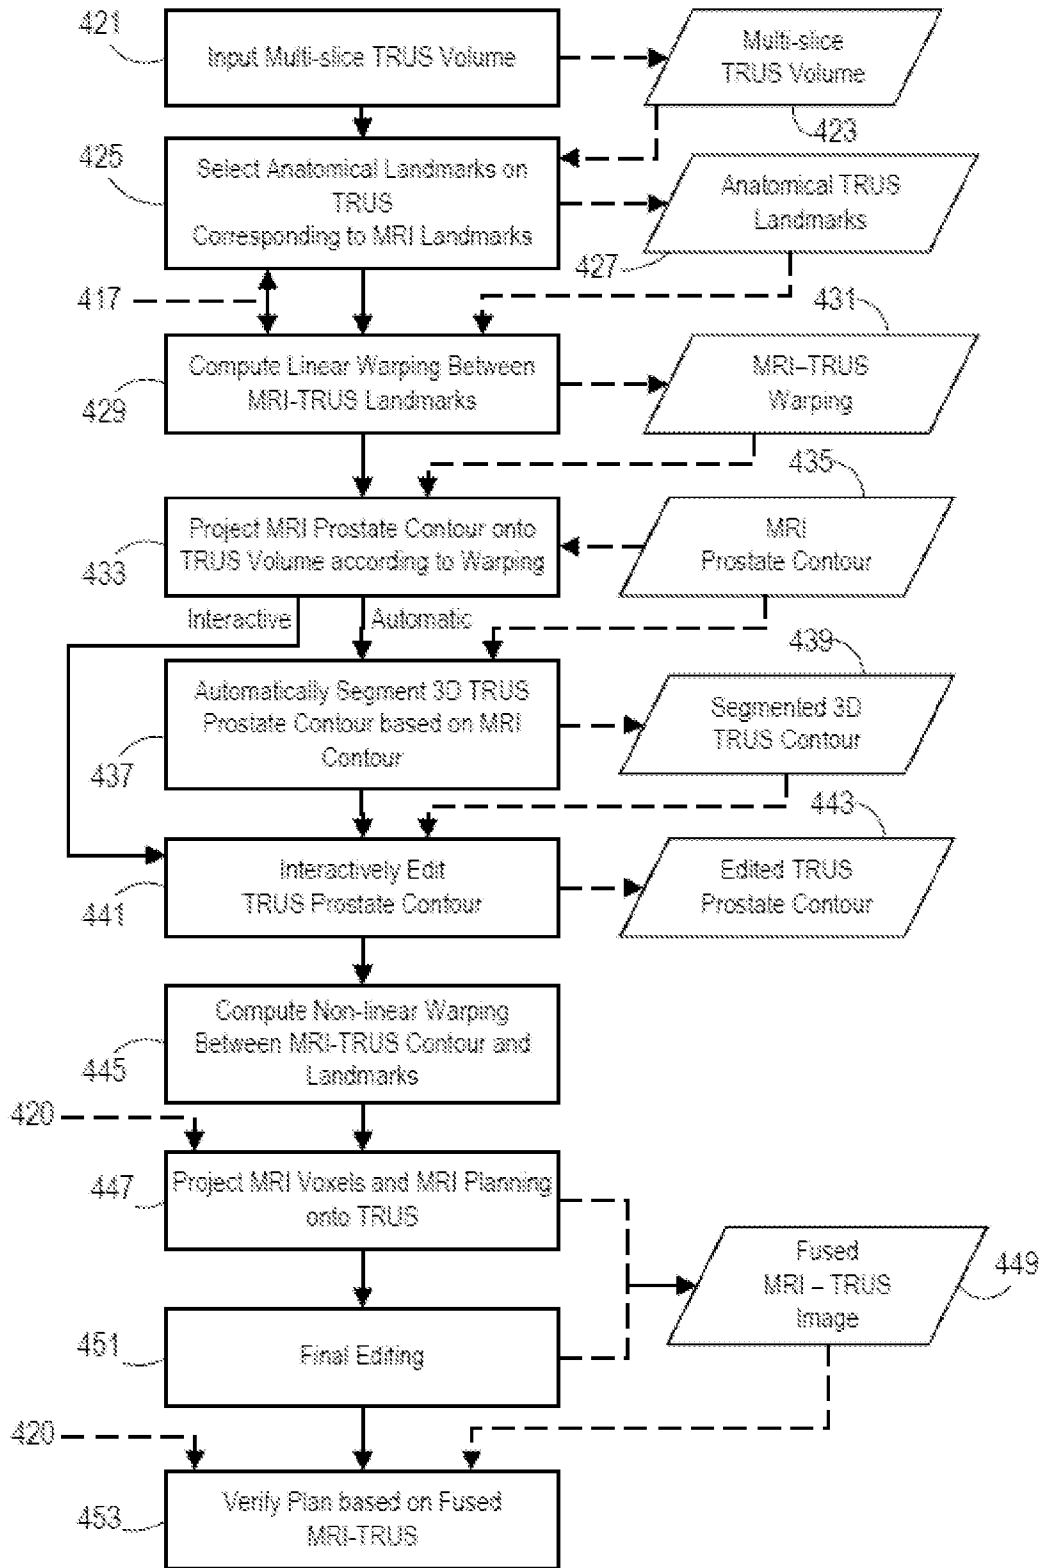 421
Input Multi-slice TRUS Volume
Multi-slice
TRUS Volume
423
425
Select Anatomical Landmarks on
TRUS
Corresponding to MRI Landmarks
Anatomical TRUS
Landmarks
427
417
431
Compute Linear Warping Between
MRI-TRUS Landmarks
429
MRI–TRUS
Warping
435
Project MRI Prostate Contour onto
TRUS Volume according to Warping
433
MRI
Prostate Contour
Interactive
Automatic
439
Automatically Segment 3D TRUS
Prostate Contour based on MRI
Contour
437
Segmented 3D
TRUS Contour
443
Interactively Edit
TRUS Prostate Contour
441
Edited TRUS
Prostate Contour
Compute Non-linear Warping
Between MRI-TRUS Contour and
Landmarks
445
420
Project MRI Voxels and MRI Planning
onto TRUS
447
Fused
MRI – TRUS
Image
449
451
Final Editing
420
Verify Plan based on Fused
MRI-TRUS
453